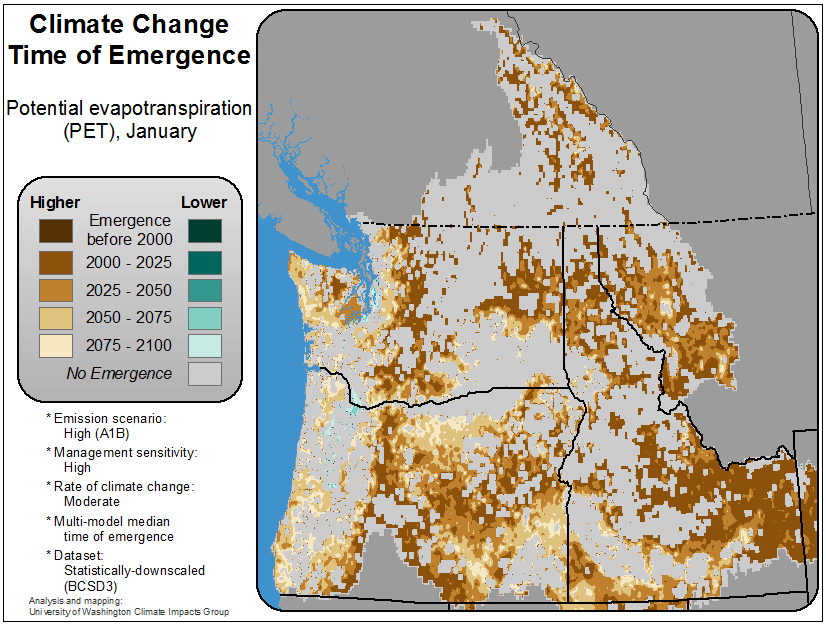 Climate Change
Time of Emergence
Potential evapotranspiration
(PET), January
Higher Lower
Emergence
before 2000
2000 - 2025
2025 - 2050
2050 - 2075
2075 - 2100
No Emergence
* Emission scenario:
High (A1B)
* Management sensitivity:
High
* Rate of climate change:
Moderate
* Multi-model median
time of emergence
* Dataset:
Statistically-downscaled
(BCSD3)
Analysis and mapping:
University of Washington Climate Impacts Group